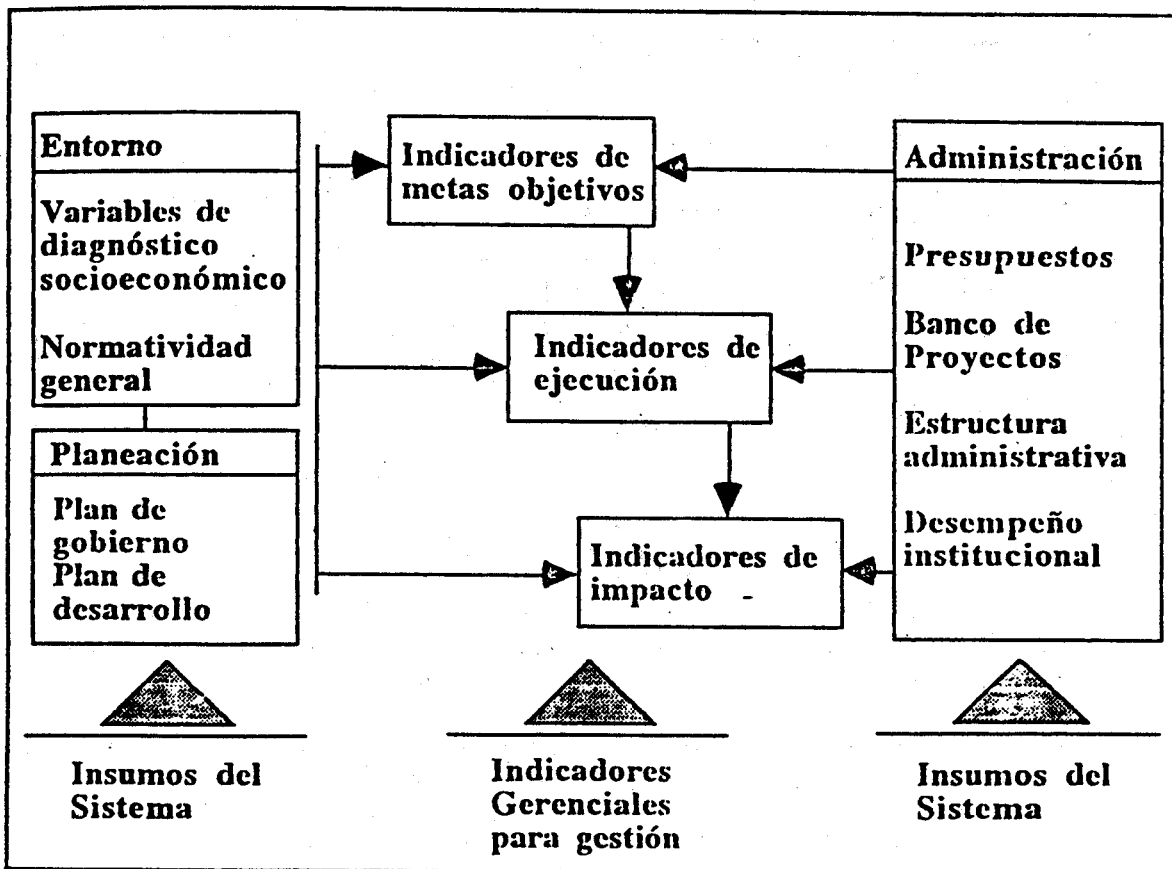 Entorno
Variables de
diagnóstico
socioeconómico
Normatividad
general
Planeación
Plan de
gobierno
Plan de
desarrollo
Indicadores de
metas objetivos
Indicadores de
ejecución
Indicadores de
impacto
Administración
Presupuestos
Banco de
Proyectos
Estructura
administrativa
Desempeño
institucional
Insumos del
Sistema
Indicadores
Gerenciales
para gestión
Insumos del
Sistema